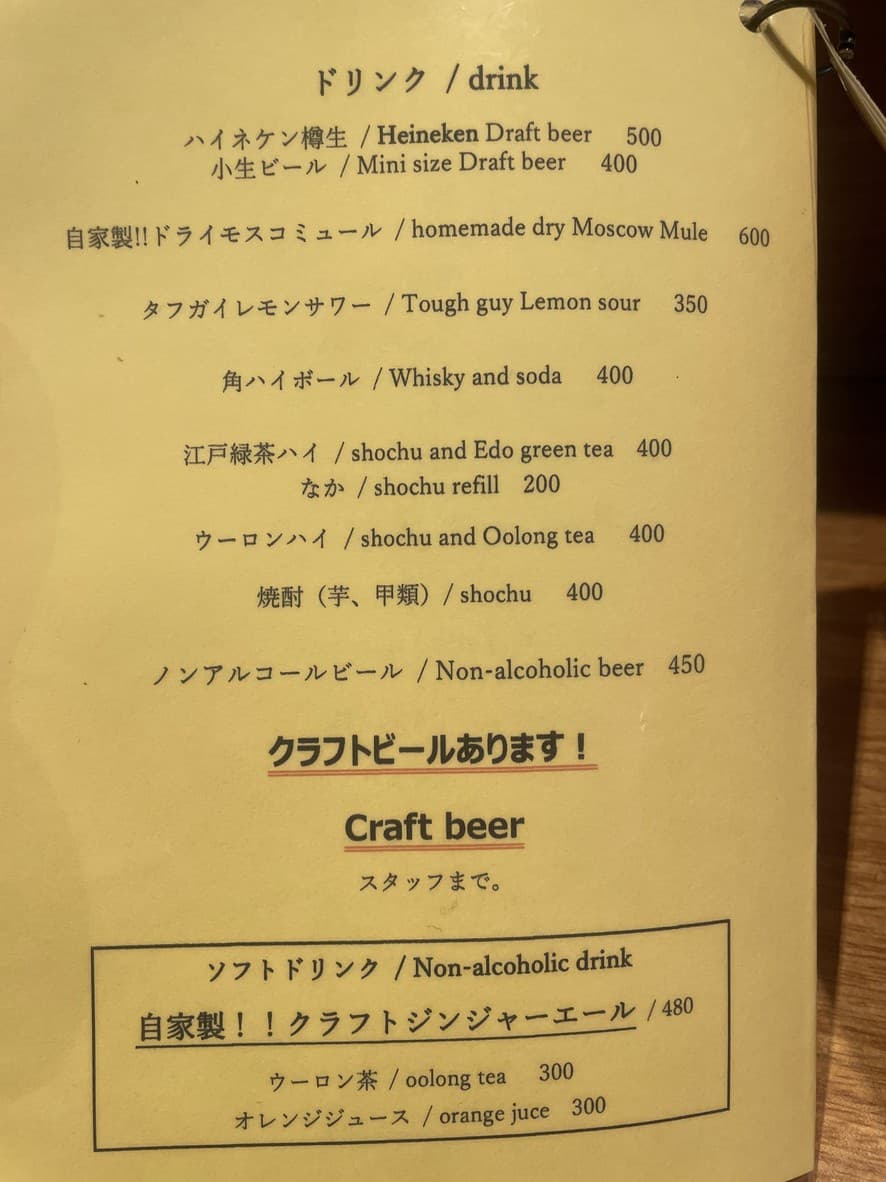 ドリンク / drink
ハイネケン樽生 / Heineken Draft beer 500
小生ビール / Mini size Draft beer 400
自家製!!ドライモスコミュール / homemade dry Moscow Mule 600
タフガイレモンサワー / Tough guy Lemon sour 350
角ハイボール / Whisky and soda 400
江戸緑茶ハイ / shochu and Edo green tea 400
なか / shochu refill 200
ウーロンハイ / shochu and Oolong tea 400
焼酎（芋、甲類）/ shochu 400
ノンアルコールビール / Non-alcoholic beer 450
クラフトビールあります！
Craft beer
スタッフまで。
ソフトドリンク / Non-alcoholic drink
自家製！！クラフトジンジャーエール / 480
ウーロン茶 / oolong tea 300
オレンジジュース / orange juce 300